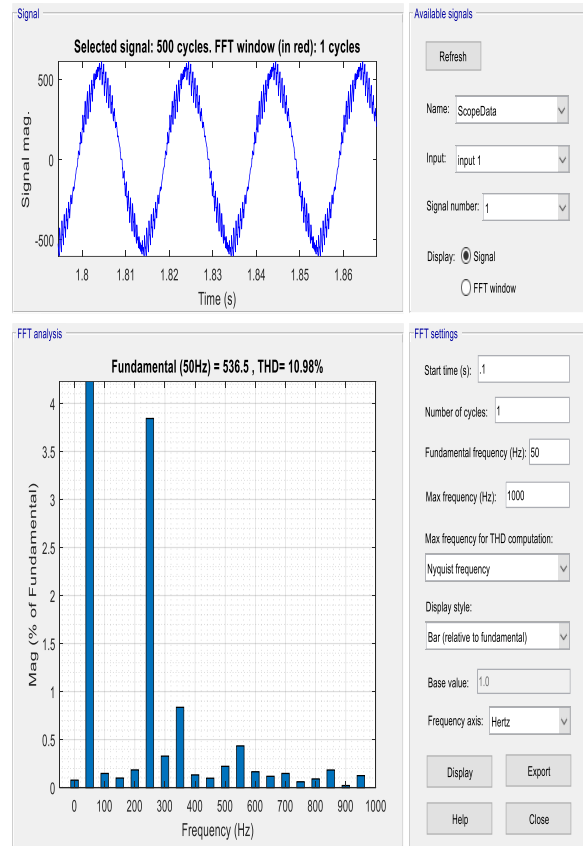 Signal
Selected signal: 500 cycles. FFT window (in red): 1 cycles
500
0
-500
Signal mag.
1.8 1.81 1.82 1.83 1.84 1.85 1.86
Time (s)
Available signals
Refresh
Name: ScopeData
Input: input 1
Signal number: 1
Display: Signal
FFT window
FFT analysis
Fundamental (50Hz) = 536.5 , THD= 10.98%
4
3.5
3
2.5
2
1.5
1
0.5
0
Mag (% of Fundamental)
0 100 200 300 400 500 600 700 800 900 1000
Frequency (Hz)
FFT settings
Start time (s): .1
Number of cycles: 1
Fundamental frequency (Hz): 50
Max frequency (Hz): 1000
Max frequency for THD computation:
Nyquist frequency
Display style:
Bar (relative to fundamental)
Base value: 1.0
Frequency axis: Hertz
Display Export
Help Close